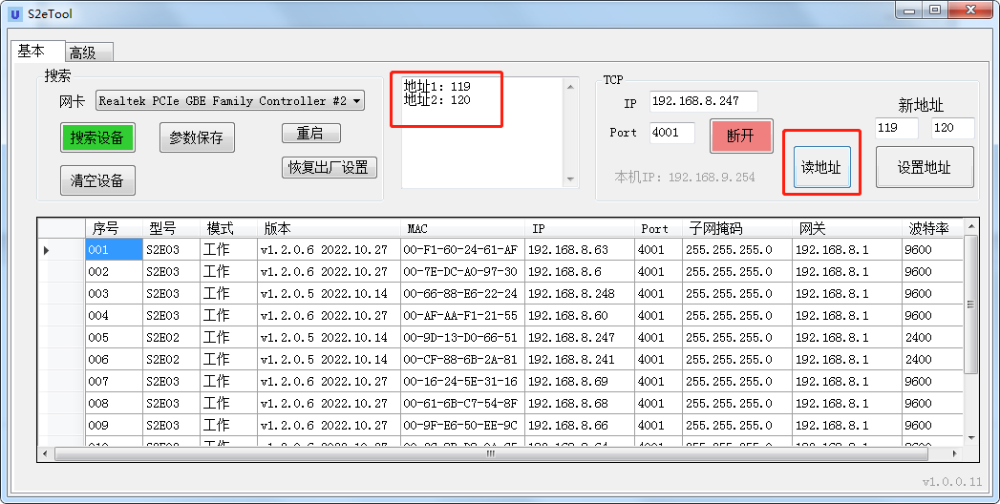 S2eTool
基本 高级
搜索
网卡 Realtek PCIe GBE Family Controller #2
搜索设备 参数保存 重启
清空设备 恢复出厂设置
地址1: 119
地址2: 120
TCP
IP 192.168.8.247
Port 4001 断开
本机IP: 192.168.9.254
读地址
新地址
119 120
设置地址
序号 型号 模式 版本 MAC IP Port 子网掩码 网关 波特率
001 S2E03 工作 v1.2.0.6 2022.10.27 00-F1-60-24-61-AF 192.168.8.63 4001 255.255.255.0 192.168.8.1 9600
002 S2E03 工作 v1.2.0.6 2022.10.27 00-7E-DC-A0-97-30 192.168.8.6 4001 255.255.255.0 192.168.8.1 9600
003 S2E03 工作 v1.2.0.5 2022.10.14 00-66-88-E6-22-24 192.168.8.248 4001 255.255.255.0 192.168.8.1 9600
004 S2E03 工作 v1.2.0.6 2022.10.27 00-AF-AA-F1-21-55 192.168.8.60 4001 255.255.255.0 192.168.8.1 9600
005 S2E02 工作 v1.2.0.5 2022.10.14 00-9D-13-D0-66-51 192.168.8.247 4001 255.255.255.0 192.168.8.1 2400
006 S2E02 工作 v1.2.0.5 2022.10.14 00-CF-88-6B-2A-81 192.168.8.241 4001 255.255.255.0 192.168.8.1 2400
007 S2E03 工作 v1.2.0.6 2022.10.27 00-16-24-5E-31-16 192.168.8.69 4001 255.255.255.0 192.168.8.1 9600
008 S2E03 工作 v1.2.0.6 2022.10.27 00-61-6B-C7-54-8F 192.168.8.68 4001 255.255.255.0 192.168.8.1 9600
009 S2E03 工作 v1.2.0.6 2022.10.27 00-9F-E6-50-EE-9C 192.168.8.66 4001 255.255.255.0 192.168.8.1 9600
v1.0.0.11